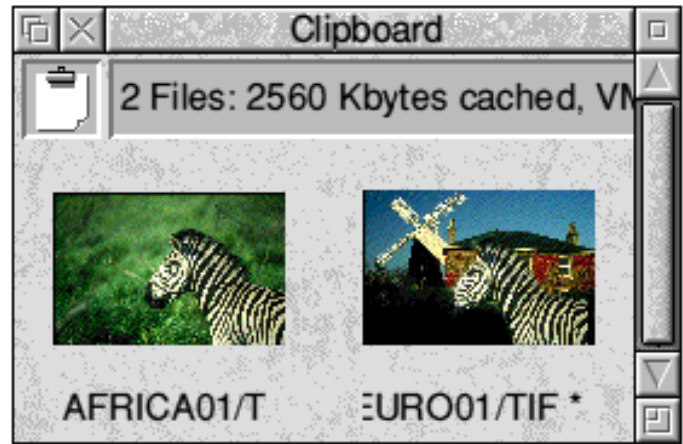 Clipboard
2 Files: 2560 Kbytes cached, VM
AFRICA01/T
EURO01/TIF *